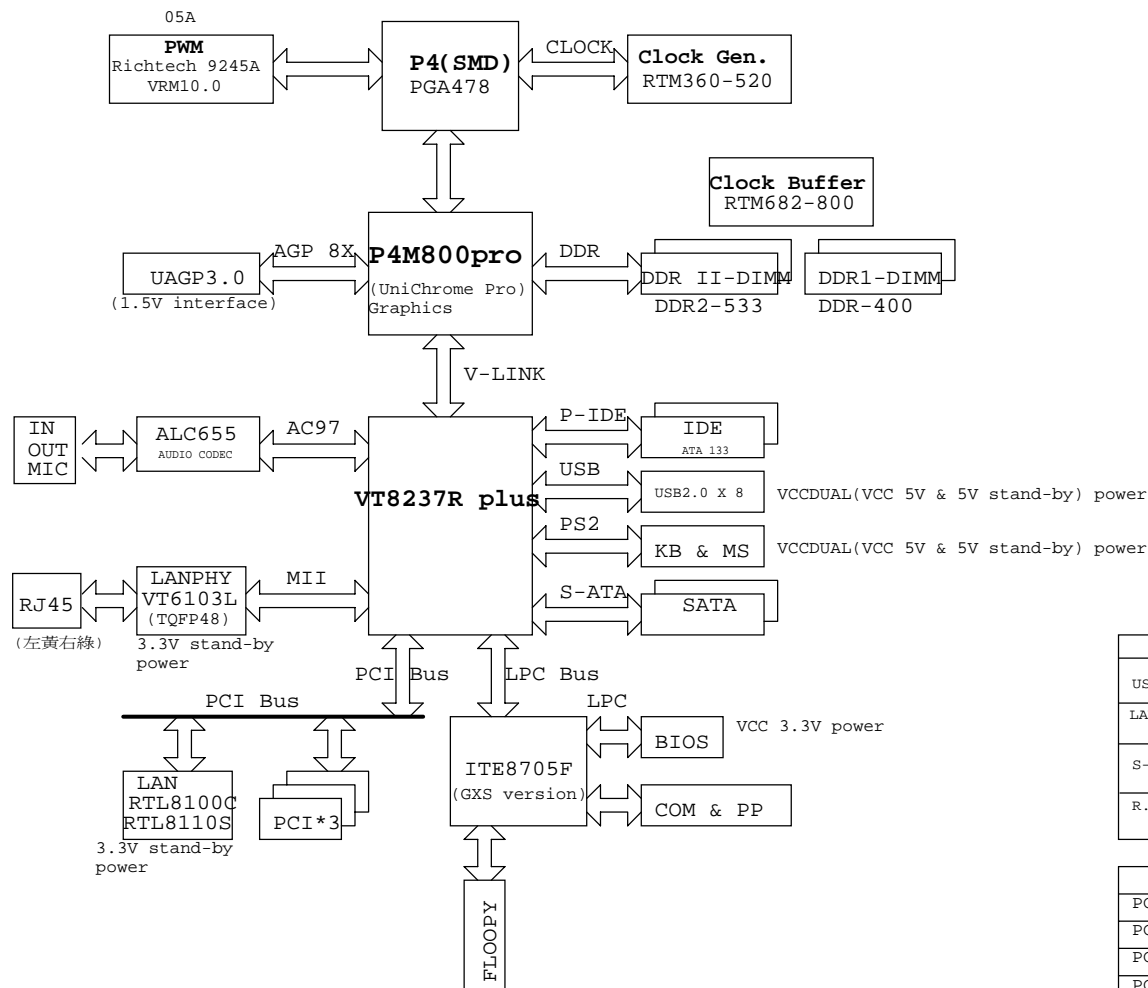 05A
PWM
Richtech 9245A
VRM10.0
P4(SMD)
PGA478
CLOCK
Clock Gen.
RTM360-520
Clock Buffer
RTM682-800
UAGP3.0
(1.5V interface)
AGP 8X
P4M800pro
(UniChrome Pro)
Graphics
DDR
DDR II-DIMM
DDR2-533
DDR1-DIMM
DDR-400
V-LINK
IN
OUT
MIC
ALC655
AUDIO CODEC
AC97
VT8237R plus
P-IDE
IDE
ATA 133
USB
USB2.0 X 8
VCCDUAL(VCC 5V & 5V stand-by) power
PS2
KB & MS
VCCDUAL(VCC 5V & 5V stand-by) power
S-ATA
SATA
RJ45
(左黃右綠)
LANPHY
VT6103L
(TQFP48)
3.3V stand-by
power
MII
PCI Bus
LPC Bus
PCI Bus
LAN
RTL8100C
RTL8110S
3.3V stand-by
power
PCI*3
ITE8705F
(GXS version)
LPC
BIOS
VCC 3.3V power
COM & PP
FLOOPY
US
LA
S-
R.
PC
PC
PC
PC